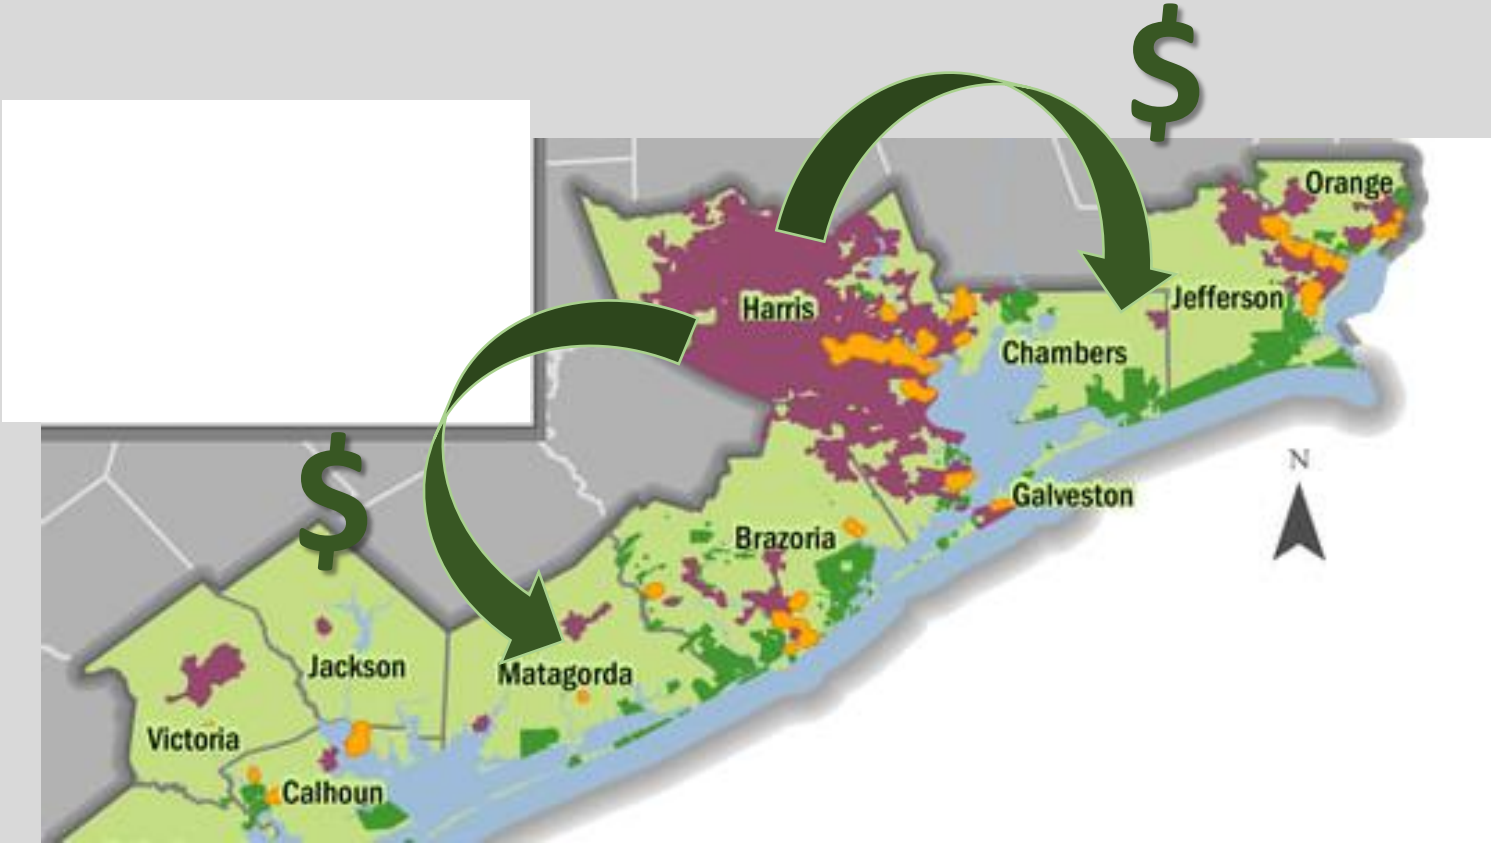 $
Orange
Jefferson
Harris
Chambers
N
$
Galveston
Brazoria
Jackson
Matagorda
Victoria
Calhoun